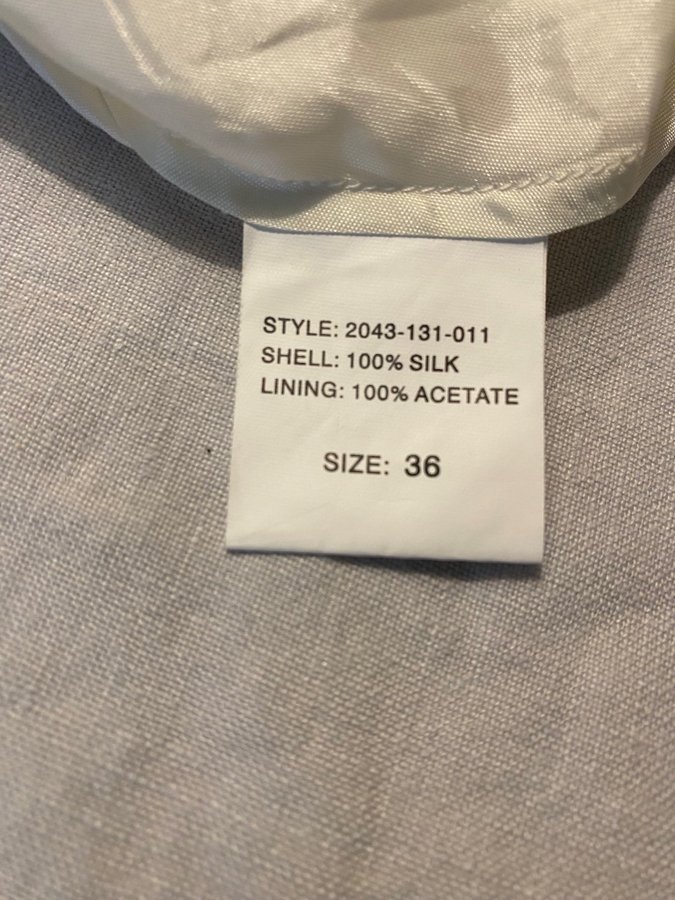 STYLE: 2043-131-011
SHELL: 100% SILK
LINING: 100% ACETATE
SIZE: 36